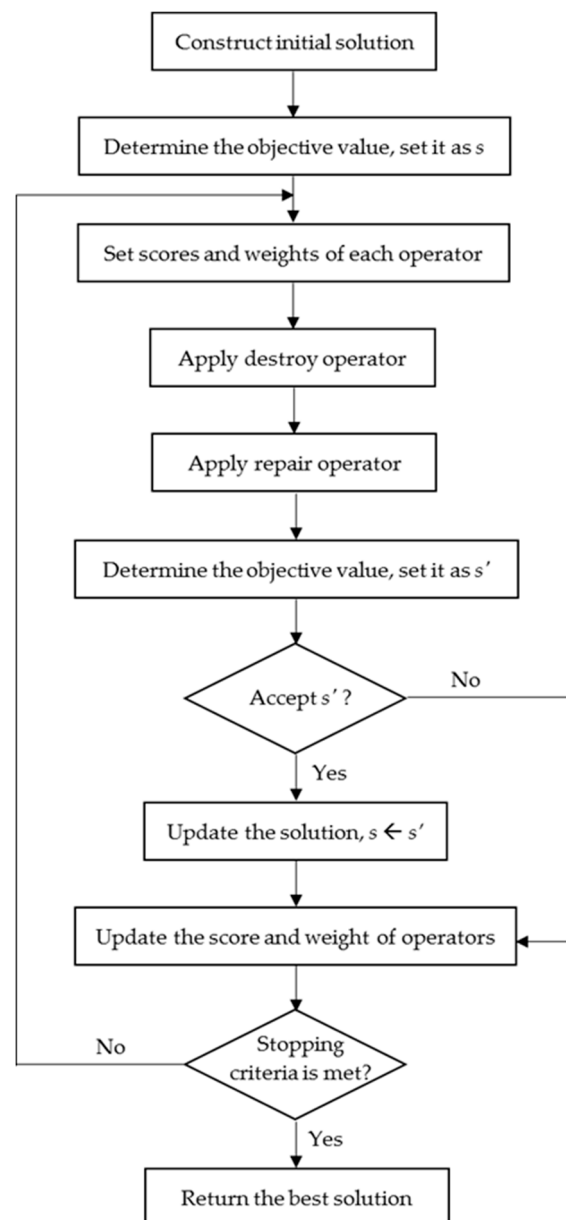 Construct initial solution
Determine the objective value, set it as s
Set scores and weights of each operator
Apply destroy operator
Apply repair operator
Determine the objective value, set it as s′
Accept s′ ?
No
Yes
Update the solution, s ← s′
Update the score and weight of operators
No
Stopping
criteria is met?
Yes
Return the best solution